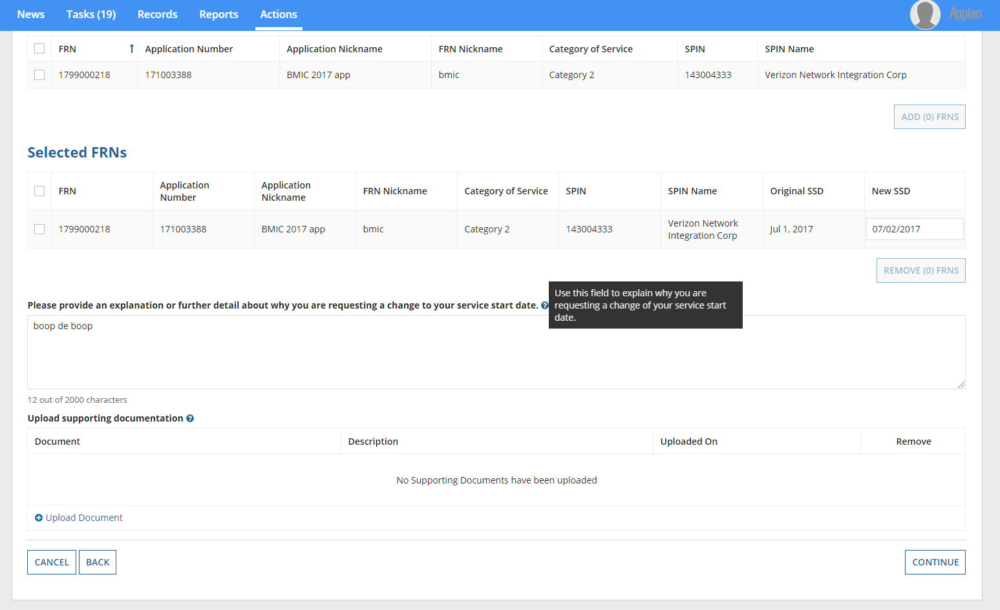 News Tasks (19) Records Reports Actions Appian
FRN Application Number Application Nickname FRN Nickname Category of Service SPIN SPIN Name
1799000218 171003388 BMIC 2017 app bmic Category 2 143004333 Verizon Network Integration Corp
ADD (0) FRNS
Selected FRNs
FRN Application Number Application Nickname FRN Nickname Category of Service SPIN SPIN Name Original SSD New SSD
1799000218 171003388 BMIC 2017 app bmic Category 2 143004333 Verizon Network Integration Corp Jul 1, 2017 07/02/2017
REMOVE (0) FRNS
Please provide an explanation or further detail about why you are requesting a change to your service start date. ?
Use this field to explain why you are
requesting a change of your service start
date.
boop de boop
12 out of 2000 characters
Upload supporting documentation ?
Document Description Uploaded On Remove
No Supporting Documents have been uploaded
Upload Document
CANCEL BACK CONTINUE